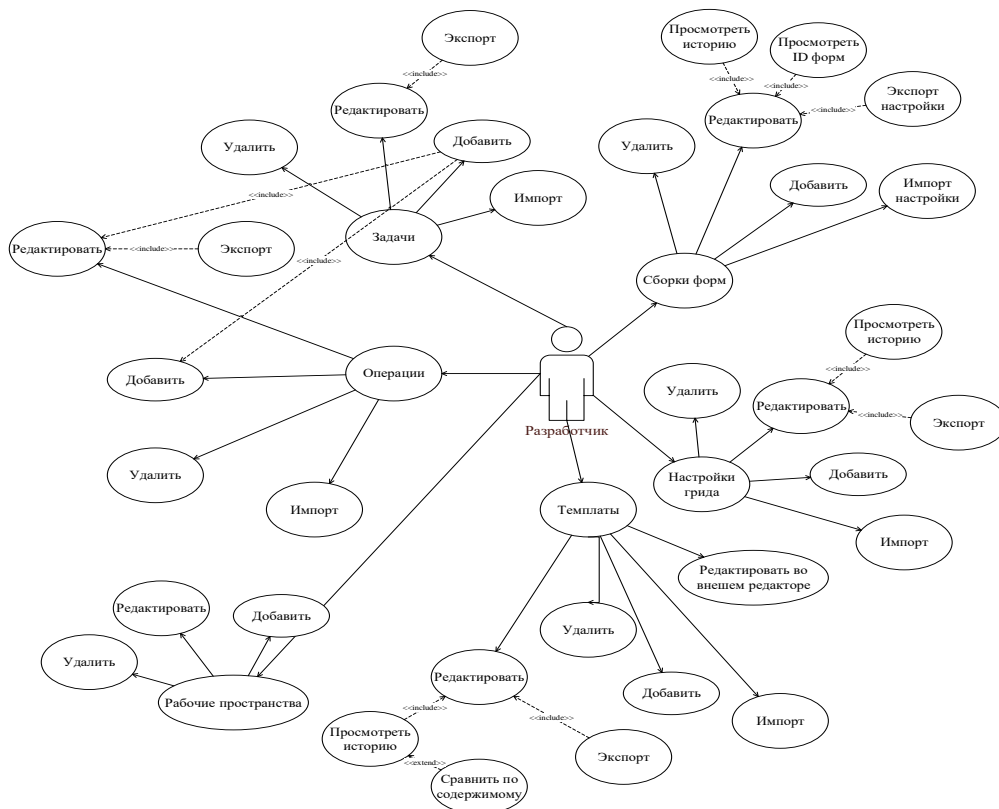 Экспорт
<<include>>
Редактировать
Удалить
Добавить
<<include>>
Импорт
Задачи
<<include>>
Редактировать
<<include>>
Экспорт
Просмотреть
историю
Просмотреть
ID форм
<<include>>
<<include>>
Экспорт
настройки
<<include>>
Редактировать
Удалить
Добавить
Импорт
настройки
Сборки форм
Операции
Добавить
Удалить
Импорт
Разработчик
Просмотреть
историю
<<include>>
Удалить
Редактировать
<<include>>
Экспорт
Настройки
грида
Добавить
Импорт
Темплаты
Редактировать во
внешем редакторе
Удалить
Редактировать
Добавить
Импорт
<<include>>
<<include>>
Просмотреть
историю
Экспорт
<<extend>>
Сравнить по
содержимому
Редактировать
Добавить
Удалить
Рабочие пространства